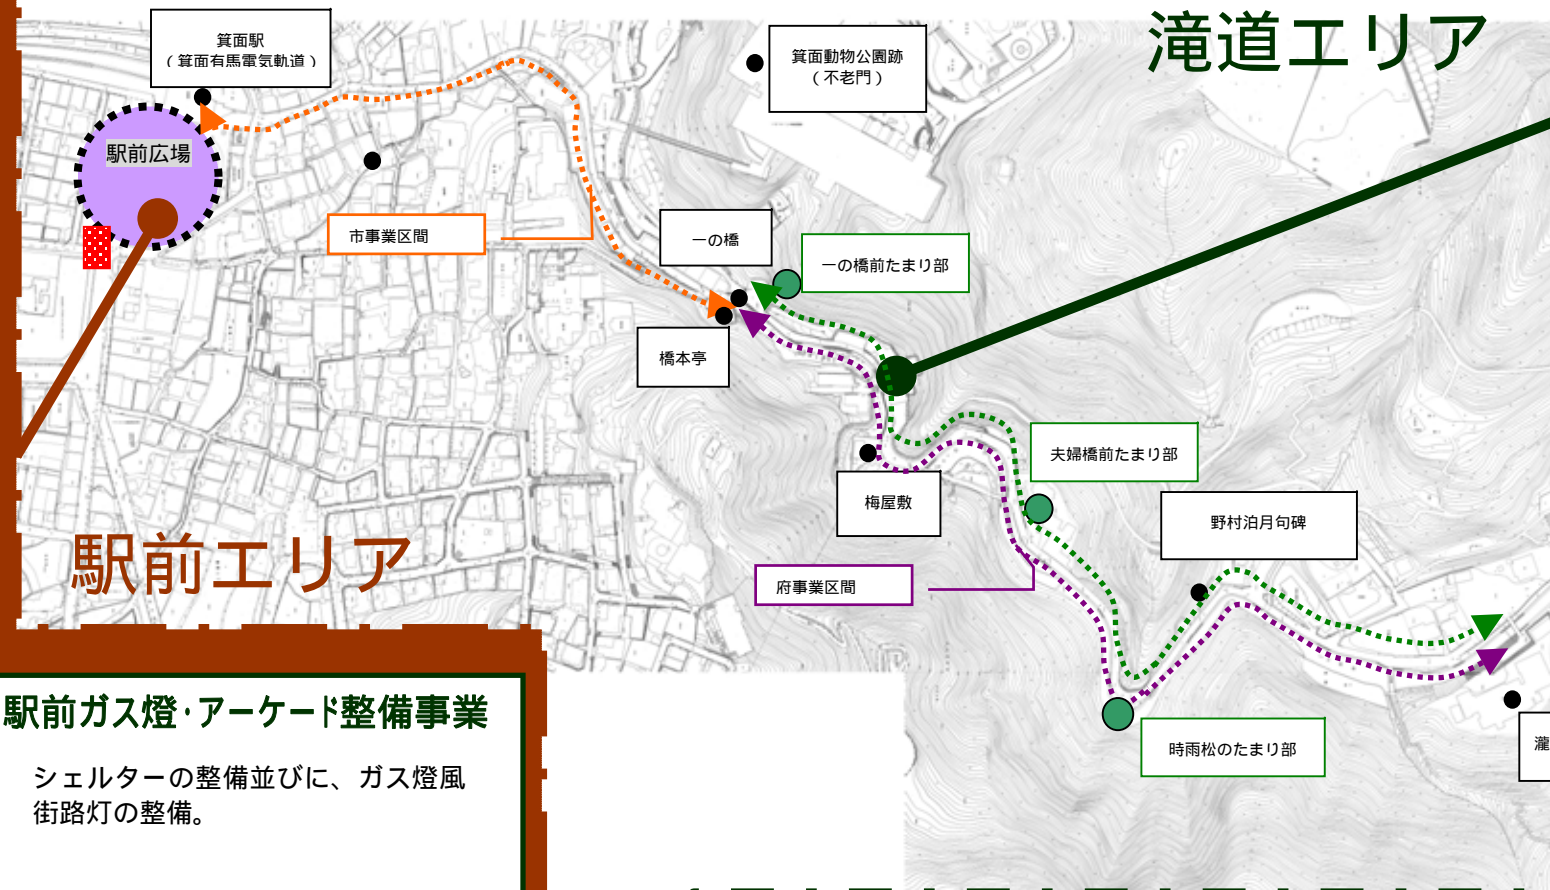 滝道エリア
箕面駅
（箕面有馬電気軌道）
箕面動物公園跡
（不老門）
駅前広場
市事業区間
一の橋
一の橋前たまり部
橋本亭
夫婦橋前たまり部
梅屋敷
野村泊月句碑
府事業区間
駅前エリア
時雨松のたまり部
瀧
駅前ガス燈・アーケード整備事業
シェルターの整備並びに、ガス燈風
街路灯の整備。